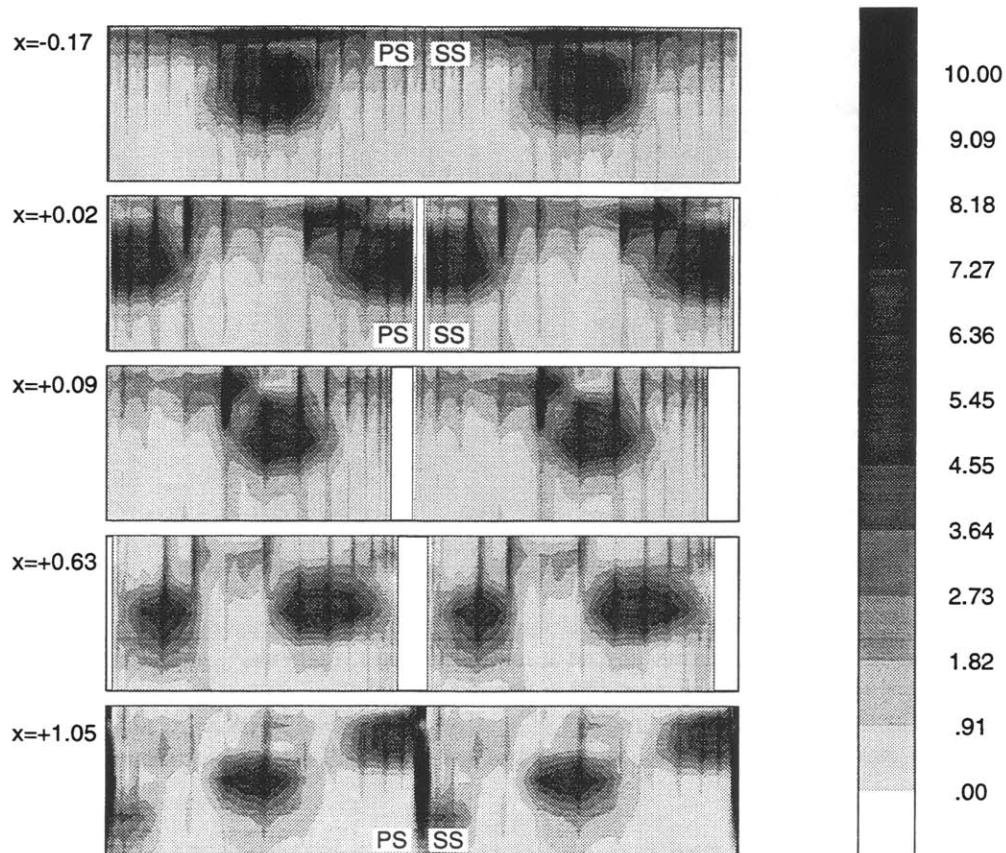 x=-0.17
PS SS
x=+0.02
PS SS
x=+0.09
x=+0.63
x=+1.05
PS SS
10.00
9.09
8.18
7.27
6.36
5.45
4.55
3.64
2.73
1.82
.91
.00